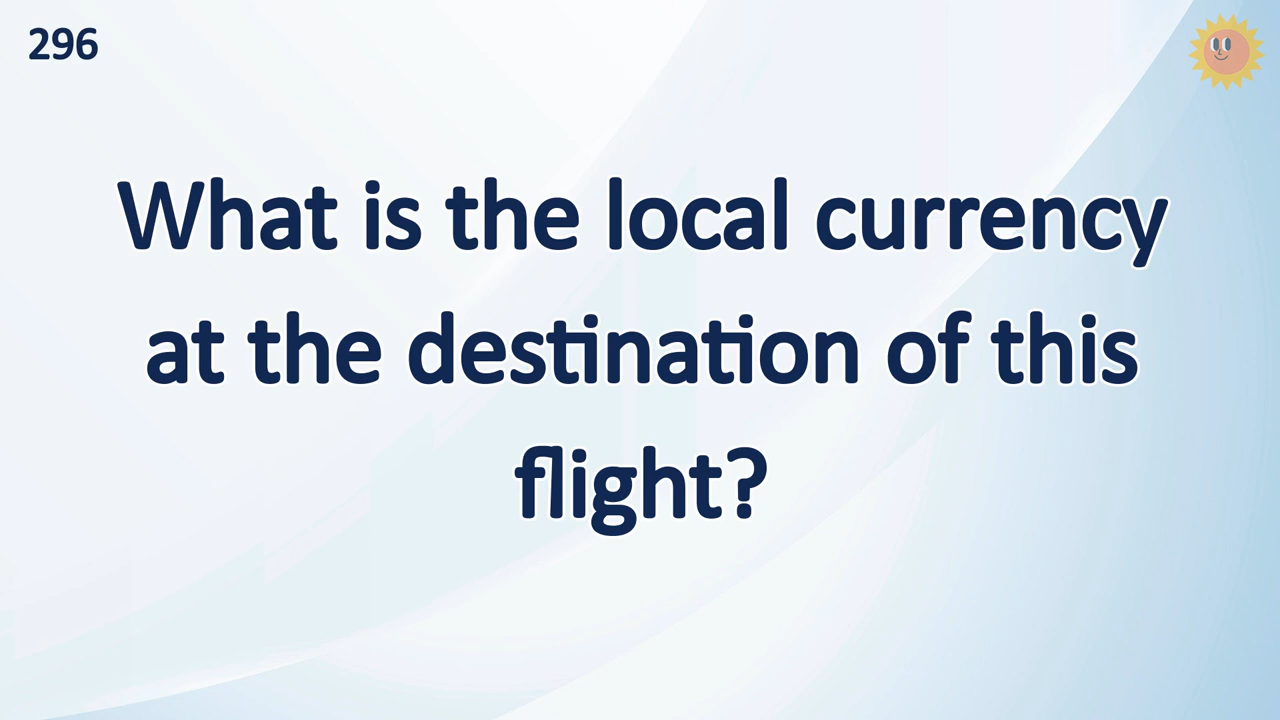 296
What is the local currency
at the destination of this
flight?